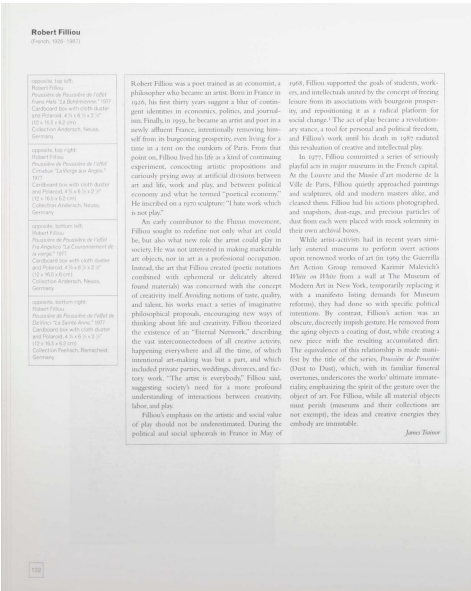 Robert Filliou
(French, 1926–1987)
opposite, top left:
Robert Filliou
Poussière de Poussière de l'effet
Frans Hals "La Bohémienne," 1977
Cardboard box with cloth duster
and Polaroid, 4 ¾ x 6 ½ x 2 ½"
(12 x 16.5 x 6.2 cm)
Collection Andersch, Neuss,
Germany
opposite, top right:
Robert Filliou
Poussière de Poussière de l'effet
Cimabue "La Vierge aux Anges,"
1977
Cardboard box with cloth duster
and Polaroid, 4 ¾ x 6 ½ x 2 ½"
(12 x 16.5 x 6.2 cm)
Collection Andersch, Neuss,
Germany
opposite, bottom left:
Robert Filliou
Poussière de Poussière de l'effet
Fra Angelico "Le Couronnement de
la vierge" 1977
Cardboard box with cloth duster
and Polaroid, 4 ¾ x 6 ½ x 2 ½"
(12 x 16.5 x 6.2 cm)
Collection Andersch, Neuss,
Germany
opposite, bottom right:
Robert Filliou
Poussière de Poussière de l'effet de
Da Vinci "La Sainte Anne," 1977
Cardboard box with cloth duster
and Polaroid, 4 ¾ x 6 ½ x 2 ½"
(12 x 16.5 x 6.2 cm)
Collection Feelisch, Remscheid,
Germany
Robert Filliou was a poet trained as an economist, a
philosopher who became an artist. Born in France in
1926, his first thirty years suggest a blur of contin-
gent identities in economics, politics, and journal-
ism. Finally, in 1959, he became an artist and poet in a
newly affluent France, intentionally removing him-
self from its burgeoning prosperity, even living for a
time in a tent on the outskirts of Paris. From that
point on, Filliou lived his life as a kind of continuous
experiment, concocting artistic propositions and
curiously prying away at artificial divisions between
art and life, work and play, and between political
economy and what he termed "poetical economy."
He inscribed on a 1970 sculpture: "I hate work which
is not play."
An early contributor to the Fluxus movement,
Filliou sought to redefine not only what art could
be, but also what new role the artist could play in
society. He was not interested in making marketable
art objects, nor in art as a professional occupation.
Instead, the art that Filliou created (poetic notations
combined with ephemeral or delicately altered
found materials) was concerned with the concept
of creativity itself. Avoiding notions of taste, quality,
and talent, his works enact a series of imaginative
philosophical proposals, encouraging new ways of
thinking about life and creativity. Filliou theorized
the existence of an "Eternal Network," describing
the vast interconnectedness of all creative activity,
happening everywhere and all the time, of which
intentional art-making was but a part, and which
included private parties, weddings, divorces, and fac-
tory work. "The artist is everybody," Filliou said,
suggesting society's need for a more profound
understanding of interactions between creativity,
labor, and play.
Filliou's emphasis on the artistic and social value
of play should not be underestimated. During the
political and social upheavals in France in May of
1968, Filliou supported the goals of students, work-
ers, and intellectuals united by the concept of freeing
leisure from its associations with bourgeois prosper-
ity, and repositioning it as a radical platform for
social change.¹ The act of play became a revolution-
ary stance, a tool for personal and political freedom,
and Filliou's work until his death in 1987 radiated
this revaluation of creative and intellectual play.
In 1977, Filliou committed a series of seriously
playful acts in major museums in the French capital.
At the Louvre and the Musée d'art moderne de la
Ville de Paris, Filliou quietly approached paintings
and sculptures, old and modern masters alike, and
cleaned them. Filliou had his actions photographed,
and snapshots, dust-rags, and precious particles of
dust from each were placed with mock solemnity in
their own archival boxes.
While artist-activists had in recent years simi-
larly entered museums to perform overt actions
upon renowned works of art (in 1969 the Guerrilla
Art Action Group removed Kazimir Malevich's
White on White from a wall at The Museum of
Modern Art in New York, temporarily replacing it
with a manifesto listing demands for Museum
reforms), they had done so with specific political
intentions. By contrast, Filliou's action was an
obscure, discreetly impish gesture. He removed from
the aging objects a coating of dust, while creating a
new piece with the resulting accumulated dirt.
The equivalence of this relationship is made mani-
fest by the title of the series, Poussière de Poussière
(Dust to Dust), which, with its familiar funereal
overtones, underscores the works' ultimate immate-
riality, emphasizing the spirit of the gesture over the
object of art. For Filliou, while all material objects
must perish (museums and their collections are
not exempt), the ideas and creative energies they
embody are immutable.
James Trainor
132